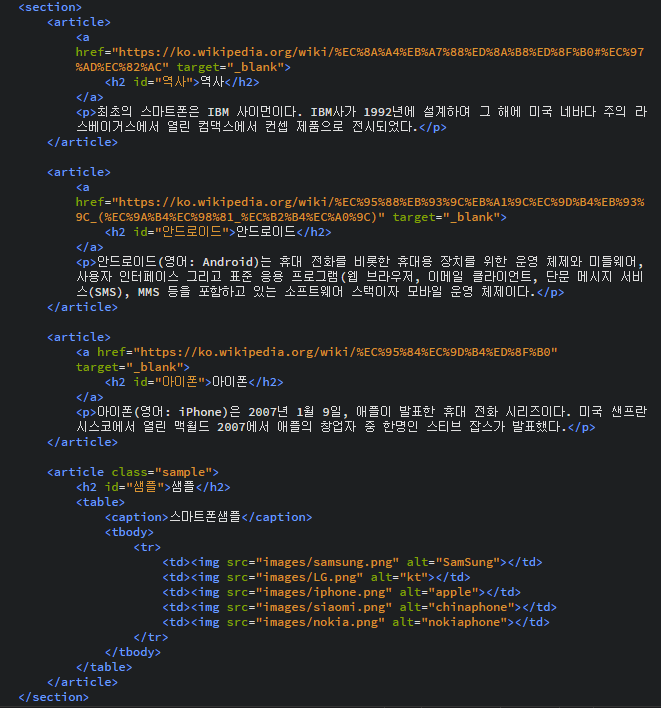 <section>
<article>
<a
href="https://ko.wikipedia.org/wiki/%EC%8A%A4%EB%A7%88%ED%8A%B8%ED%8F%B0#%EC%97
%AD%EC%82%AC" target="_blank">
<h2 id="역사">역사</h2>
</a>
<p>최초의 스마트폰은 IBM 사이먼이다. IBM사가 1992년에 설계하여 그 해에 미국 네바다 주의 라
스베이거스에서 열린 컴댁스에서 컨셉 제품으로 전시되었다.</p>
</article>
<article>
<a
href="https://ko.wikipedia.org/wiki/%EC%95%88%EB%93%9C%EB%A1%9C%EC%9D%B4%EB%93%
9C_(%EC%9A%B4%EC%98%81_%EC%B2%B4%EC%A0%9C)" target="_blank">
<h2 id="안드로이드">안드로이드</h2>
</a>
<p>안드로이드(영어: Android)는 휴대 전화를 비롯한 휴대용 장치를 위한 운영 체제와 미들웨어,
사용자 인터페이스 그리고 표준 응용 프로그램(웹 브라우저, 이메일 클라이언트, 단문 메시지 서비
스(SMS), MMS 등을 포함하고 있는 소프트웨어 스택이자 모바일 운영 체제이다.</p>
</article>
<article>
<a href="https://ko.wikipedia.org/wiki/%EC%95%84%EC%9D%B4%ED%8F%B0"
target="_blank">
<h2 id="아이폰">아이폰</h2>
</a>
<p>아이폰(영어: iPhone)은 2007년 1월 9일, 애플이 발표한 휴대 전화 시리즈이다. 미국 샌프란
시스코에서 열린 맥월드 2007에서 애플의 창업자 중 한명인 스티브 잡스가 발표했다.</p>
</article>
<article class="sample">
<h2 id="샘플">샘플</h2>
<table>
<caption>스마트폰샘플</caption>
<tbody>
<tr>
<td><img src="images/samsung.png" alt="SamSung"></td>
<td><img src="images/LG.png" alt="kt"></td>
<td><img src="images/iphone.png" alt="apple"></td>
<td><img src="images/siaomi.png" alt="chinaphone"></td>
<td><img src="images/nokia.png" alt="nokiaphone"></td>
</tr>
</tbody>
</table>
</article>
</section>